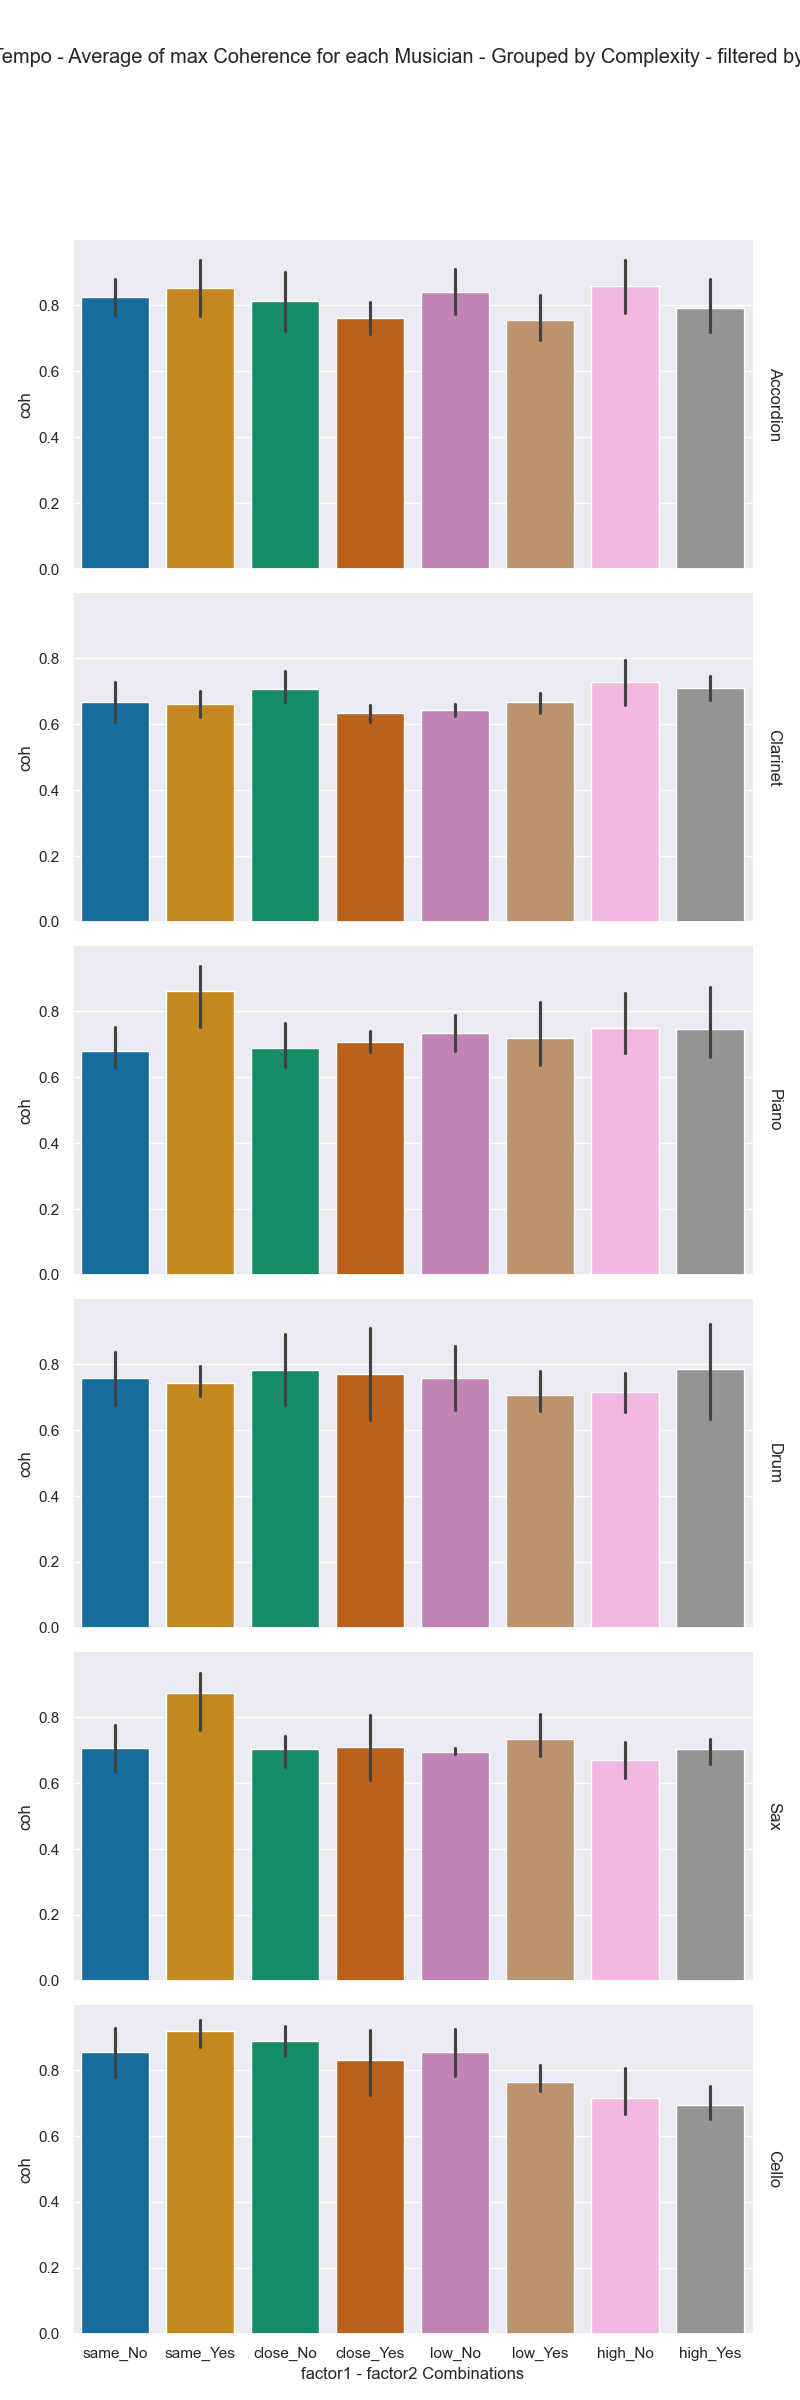 Tempo - Average of max Coherence for each Musician - Grouped by Complexity - filtered by
0.8
0.6
0.4
0.2
0.0
coh
Accordion
0.8
0.6
0.4
0.2
0.0
coh
Clarinet
0.8
0.6
0.4
0.2
0.0
coh
Piano
0.8
0.6
0.4
0.2
0.0
coh
Drum
0.8
0.6
0.4
0.2
0.0
coh
Sax
0.8
0.6
0.4
0.2
0.0
coh
Cello
same_No same_Yes close_No close_Yes low_No low_Yes high_No high_Yes
factor1 - factor2 Combinations